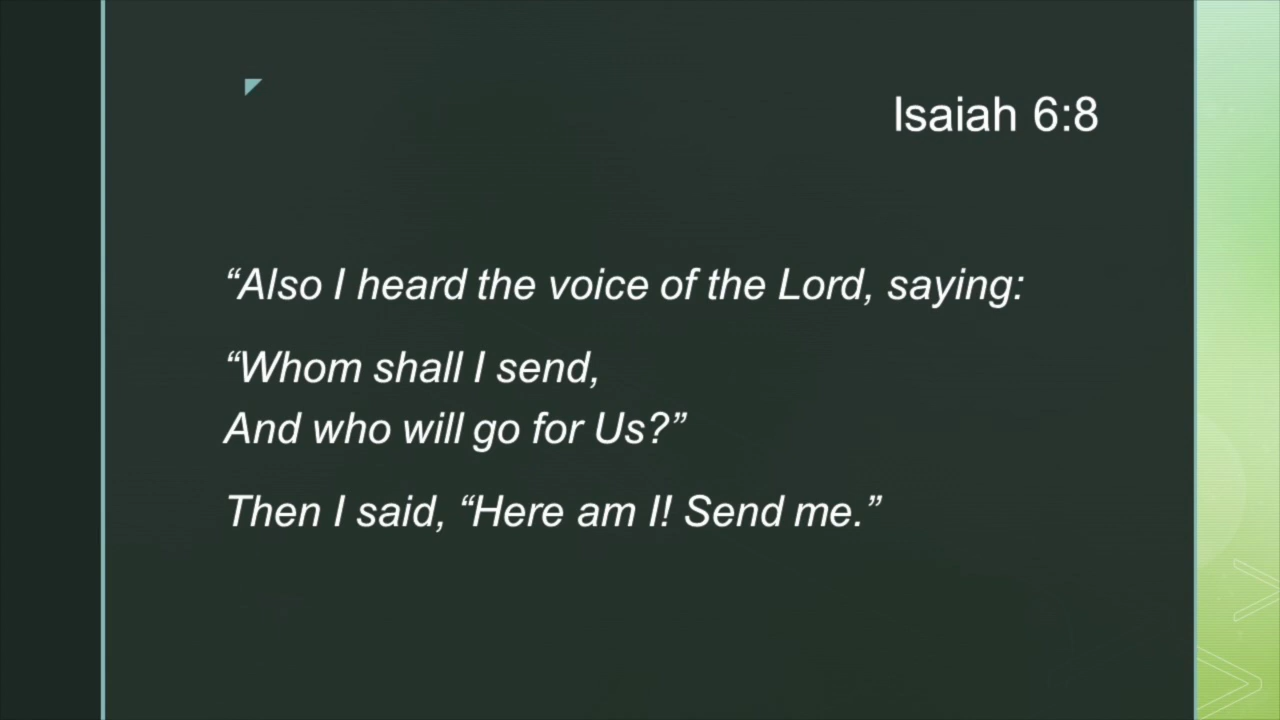 Isaiah 6:8
“Also I heard the voice of the Lord, saying:
“Whom shall I send,
And who will go for Us?”
Then I said, “Here am I! Send me.”